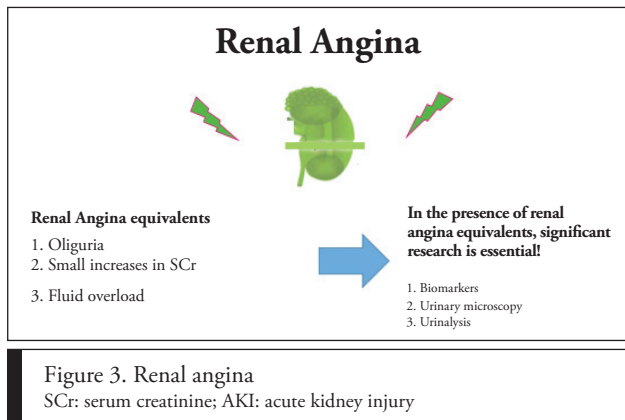 Renal Angina
Renal Angina equivalents
1. Oliguria
2. Small increases in SCr
3. Fluid overload
In the presence of renal
angina equivalents, significant
research is essential!
1. Biomarkers
2. Urinary microscopy
3. Urinalysis
Figure 3. Renal angina
SCr: serum creatinine; AKI: acute kidney injury